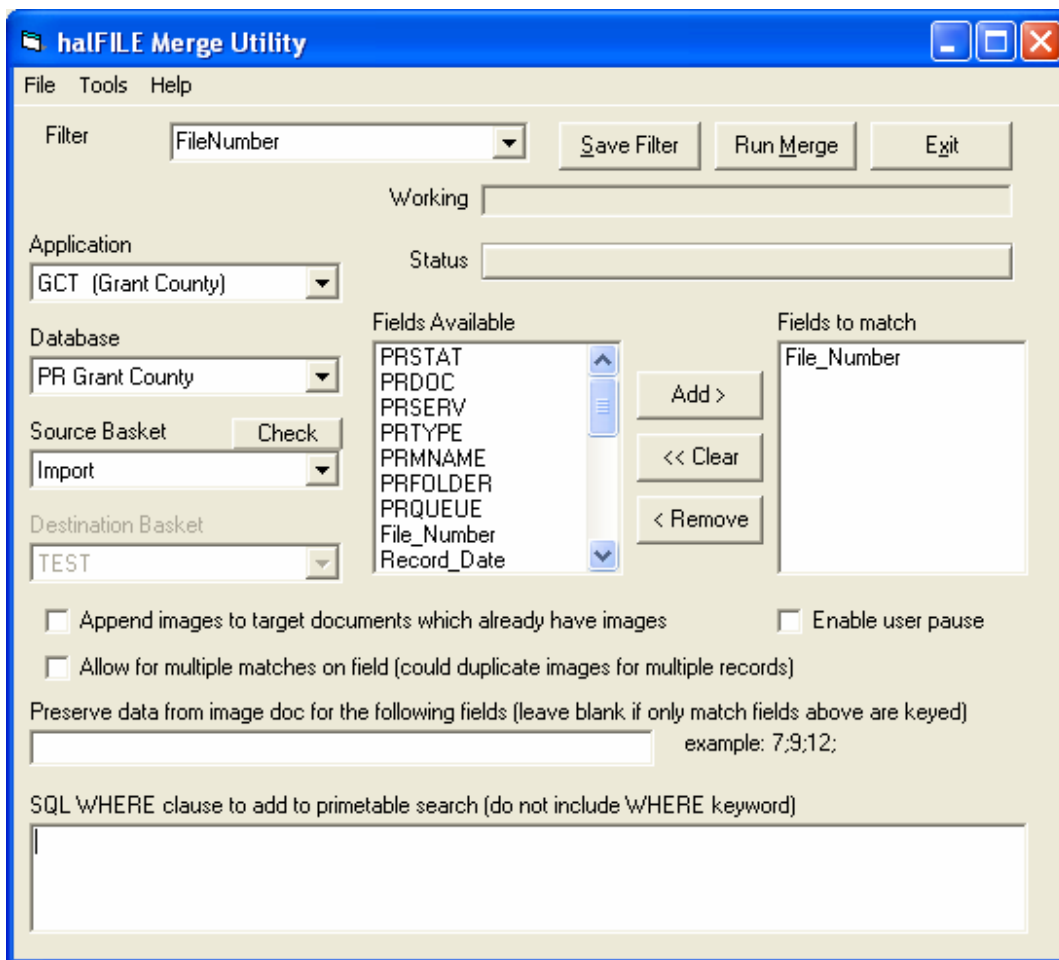 halFILE Merge Utility
File Tools Help
Filter FileNumber Save Filter Run Merge Exit
Working
Application
Status
GCT (Grant County)
Fields Available
Fields to match
Database
PR Grant County
Source Basket Check
Import
Destination Basket
TEST
PRSTAT
PRDOC
PRSERV
PRTYPE
PRMNAME
PRFOLDER
PRQUEUE
File_Number
Record_Date
Add >
<< Clear
< Remove
File_Number
Append images to target documents which already have images
Enable user pause
Allow for multiple matches on field (could duplicate images for multiple records)
Preserve data from image doc for the following fields (leave blank if only match fields above are keyed)
example: 7;9;12;
SQL WHERE clause to add to primetable search (do not include WHERE keyword)